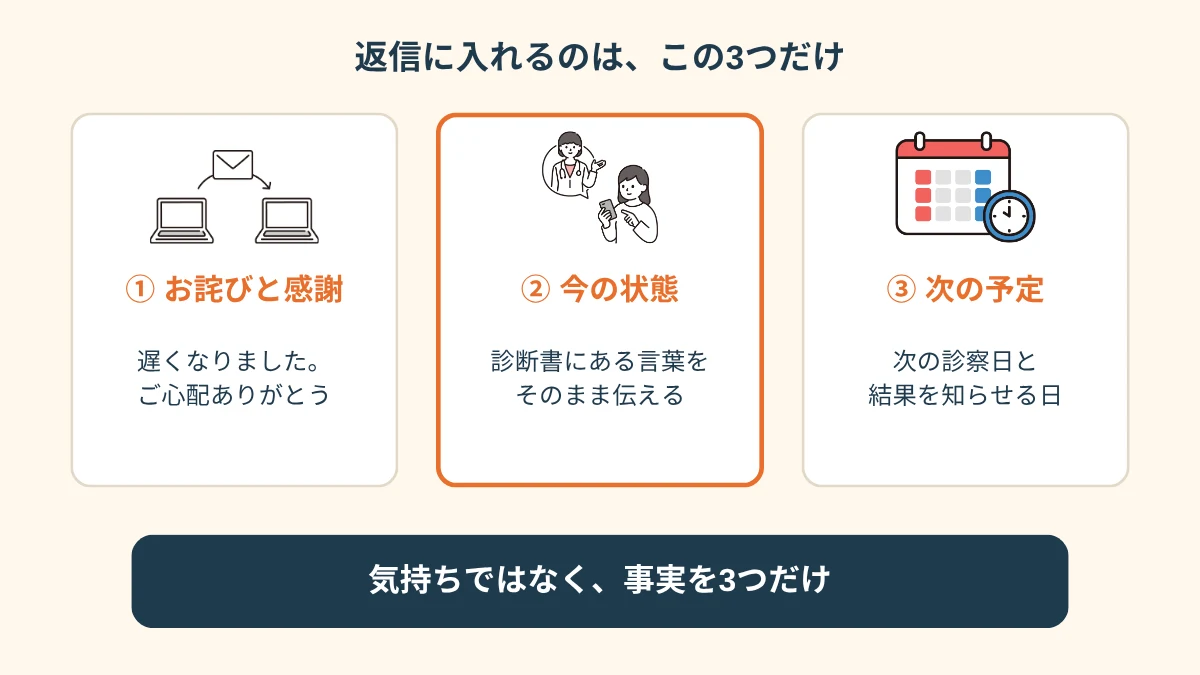 返信に入れるのは、この3つだけ
① お詫びと感謝
遅くなりました。
ご心配ありがとう
② 今の状態
診断書にある言葉を
そのまま伝える
③ 次の予定
次の診察日と
結果を知らせる日
気持ちではなく、事実を3つだけ